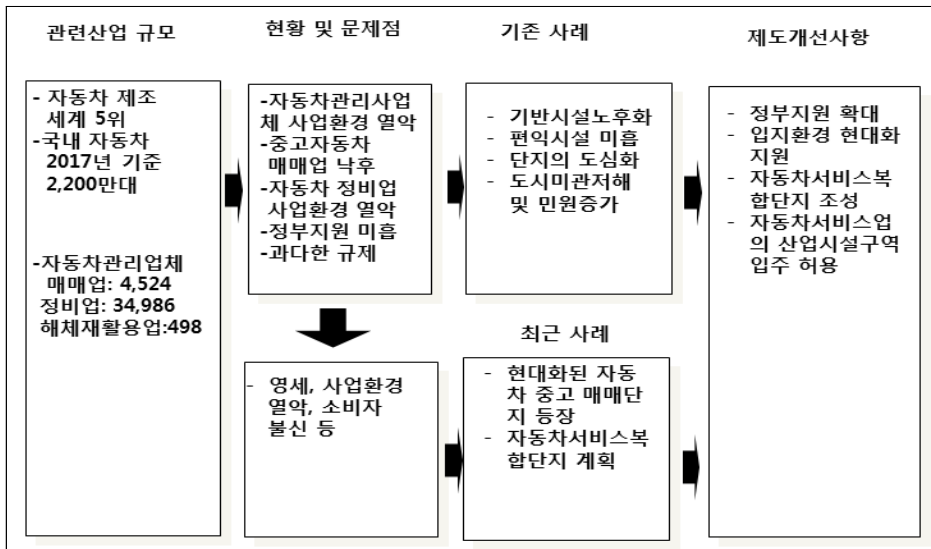 관련산업 규모
- 자동차 제조
세계 5위
-국내 자동차
2017년 기준
2,200만대
-자동차관리업체
매매업: 4,524
정비업: 34,986
해체재활용업:498
현황 및 문제점
-자동차관리사업
체 사업환경 열악
-중고자동차
매매업 낙후
-자동차 정비업
사업환경 열악
-정부지원 미흡
-과다한 규제
- 영세, 사업환경
열악, 소비자
불신 등
기존 사례
- 기반시설노후화
- 편익시설 미흡
- 단지의 도심화
- 도시미관저해
및 민원증가
최근 사례
- 현대화된 자동
차 중고 매매단
지 등장
- 자동차서비스복
합단지 계획
제도개선사항
- 정부지원 확대
- 입지환경 현대화
지원
- 자동차서비스복
합단지 조성
- 자동차서비스업
의 산업시설구역
입주 허용